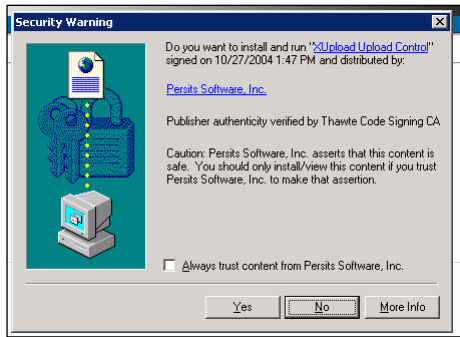 Security Warning
Do you want to install and run "XUpload Upload Control"
signed on 10/27/2004 1:47 PM and distributed by:
Persits Software, Inc.
Publisher authenticity verified by Thawte Code Signing CA
Caution: Persits Software, Inc. asserts that this content is
safe. You should only install/view this content if you trust
Persits Software, Inc. to make that assertion.
Always trust content from Persits Software, Inc.
Yes No More Info